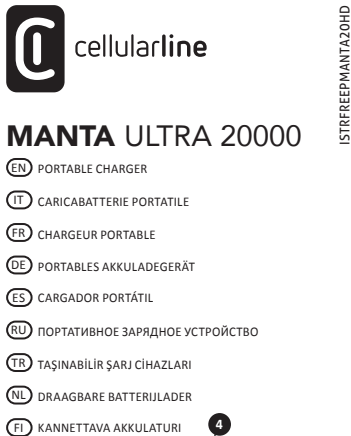 cellularline
ISTRFREEPMANTA20HD
MANTA ULTRA 20000
EN PORTABLE CHARGER
IT CARICABATTERIE PORTATILE
FR CHARGEUR PORTABLE
DE PORTABLES AKKULADEGERÄT
ES CARGADOR PORTÁTIL
RU ПОРТАТИВНОЕ ЗАРЯДНОЕ УСТРОЙСТВО
TR TAŞINABİLİR ŞARJ CİHAZLARI
NL DRAAGBARE BATTERIJLADER
FI KANNETTAVA AKKULATURI
4